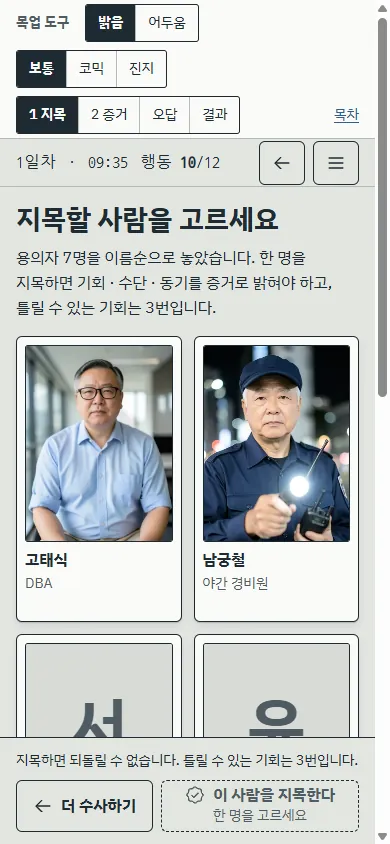 목업 도구 밝음 어두움
보통 코믹 진지
1 지목 2 증거 오답 결과 목차
1일차 · 09:35 행동 10/12
지목할 사람을 고르세요
용의자 7명을 이름순으로 놓았습니다. 한 명을
지목하면 기회 · 수단 · 동기를 증거로 밝혀야 하고,
틀릴 수 있는 기회는 3번입니다.
고태식 남궁철
DBA 야간 경비원
지목하면 되돌릴 수 없습니다. 틀릴 수 있는 기회는 3번입니다.
더 수사하기 이 사람을 지목한다
한 명을 고르세요